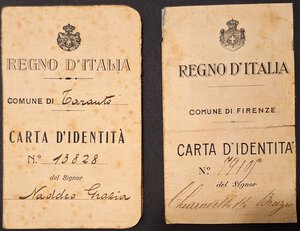 REGNO D'ITALIA
COMUNE DI Taranto
CARTA D'IDENTITÀ
N.° 13828
del Signor
Naddeo Grazia
REGNO D'ITALIA
COMUNE DI FIRENZE
CARTA D'IDENTITÀ
N.°
del Signor